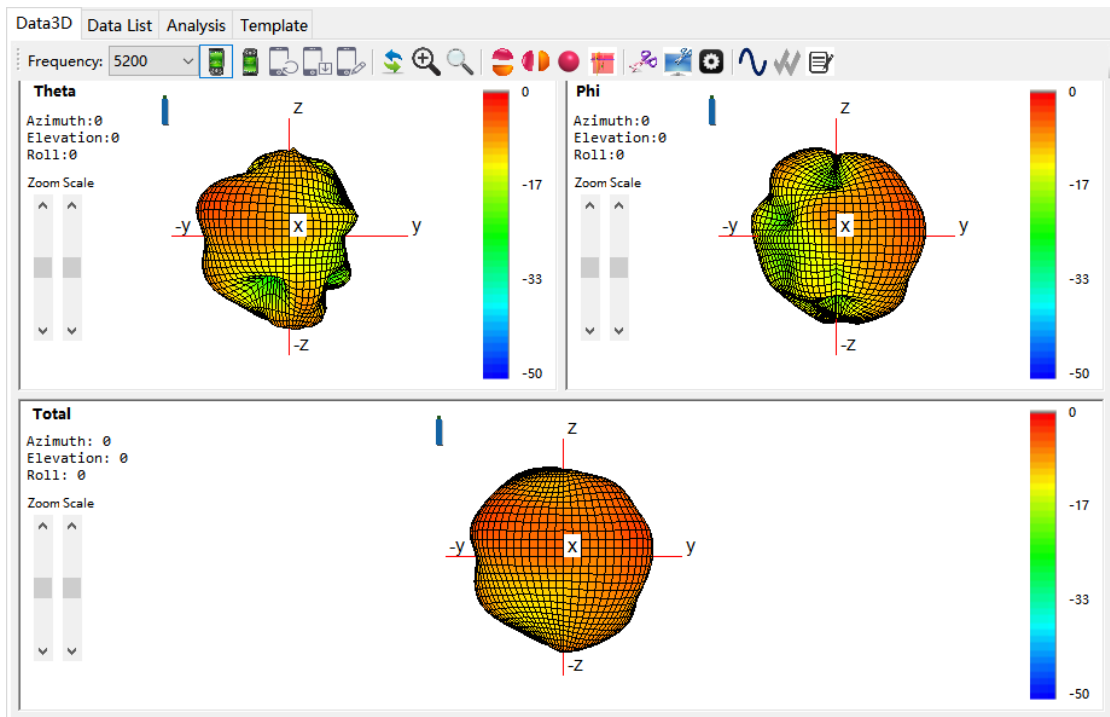 Data3D Data List Analysis Template
Frequency: 5200
Theta
Azimuth:0
Elevation:0
Roll:0
Zoom Scale
z
-y x y
-z
0
-17
-33
-50
Phi
Azimuth:0
Elevation:0
Roll:0
Zoom Scale
z
-y x y
-z
0
-17
-33
-50
Total
Azimuth: 0
Elevation: 0
Roll: 0
Zoom Scale
z
-y x y
-z
0
-17
-33
-50